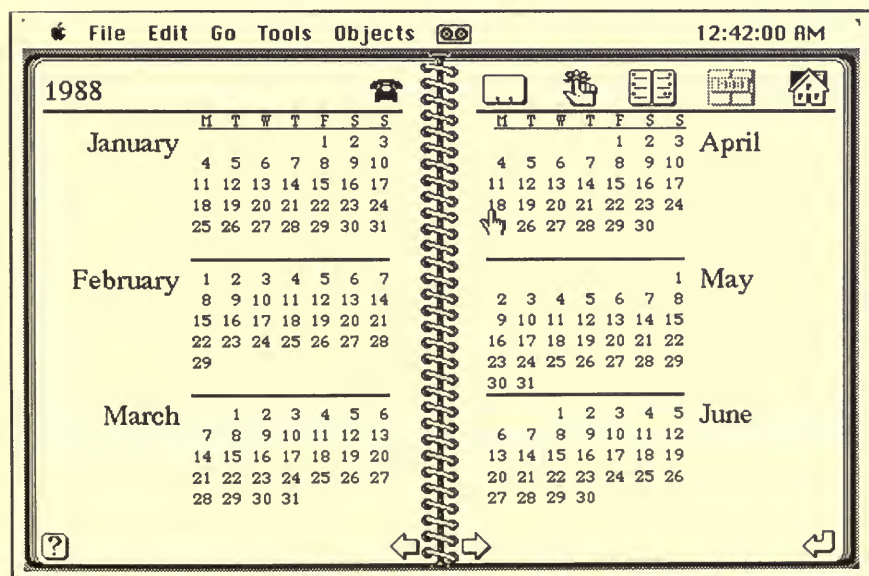 File Edit Go Tools Objects 12:42:00 AM
1988
M T W T F S S
January 1 2 3
4 5 6 7 8 9 10
11 12 13 14 15 16 17
18 19 20 21 22 23 24
25 26 27 28 29 30 31
February 1 2 3 4 5 6 7
8 9 10 11 12 13 14
15 16 17 18 19 20 21
22 23 24 25 26 27 28
29
March 1 2 3 4 5 6
7 8 9 10 11 12 13
14 15 16 17 18 19 20
21 22 23 24 25 26 27
28 29 30 31
?
M T W T F S S
1 2 3 April
4 5 6 7 8 9 10
11 12 13 14 15 16 17
18 19 20 21 22 23 24
26 27 28 29 30
1 May
2 3 4 5 6 7 8
9 10 11 12 13 14 15
16 17 18 19 20 21 22
23 24 25 26 27 28 29
30 31
1 2 3 4 5 June
6 7 8 9 10 11 12
13 14 15 16 17 18 19
20 21 22 23 24 25 26
27 28 29 30